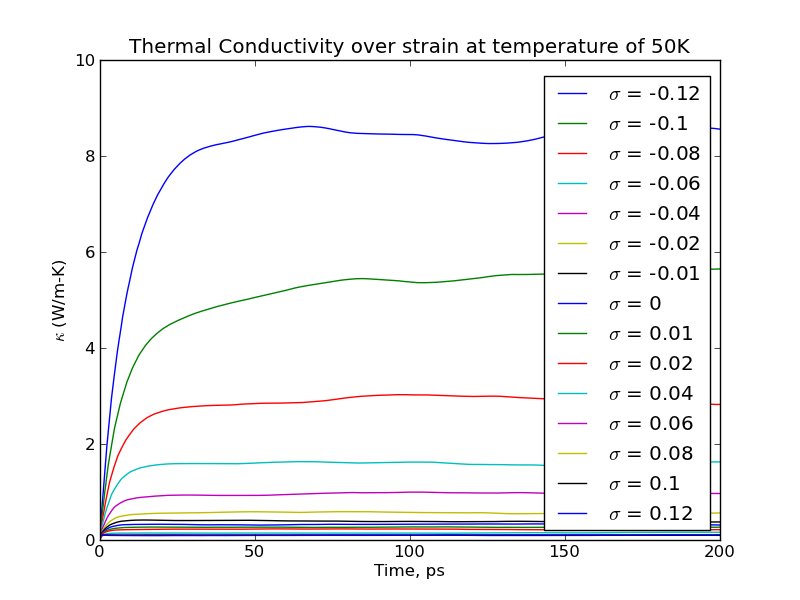 Thermal Conductivity over strain at temperature of 50K
10
8
6
4
2
0
κ (W/m-K)
σ = -0.12
σ = -0.1
σ = -0.08
σ = -0.06
σ = -0.04
σ = -0.02
σ = -0.01
σ = 0
σ = 0.01
σ = 0.02
σ = 0.04
σ = 0.06
σ = 0.08
σ = 0.1
σ = 0.12
0 50 100 150 200
Time, ps